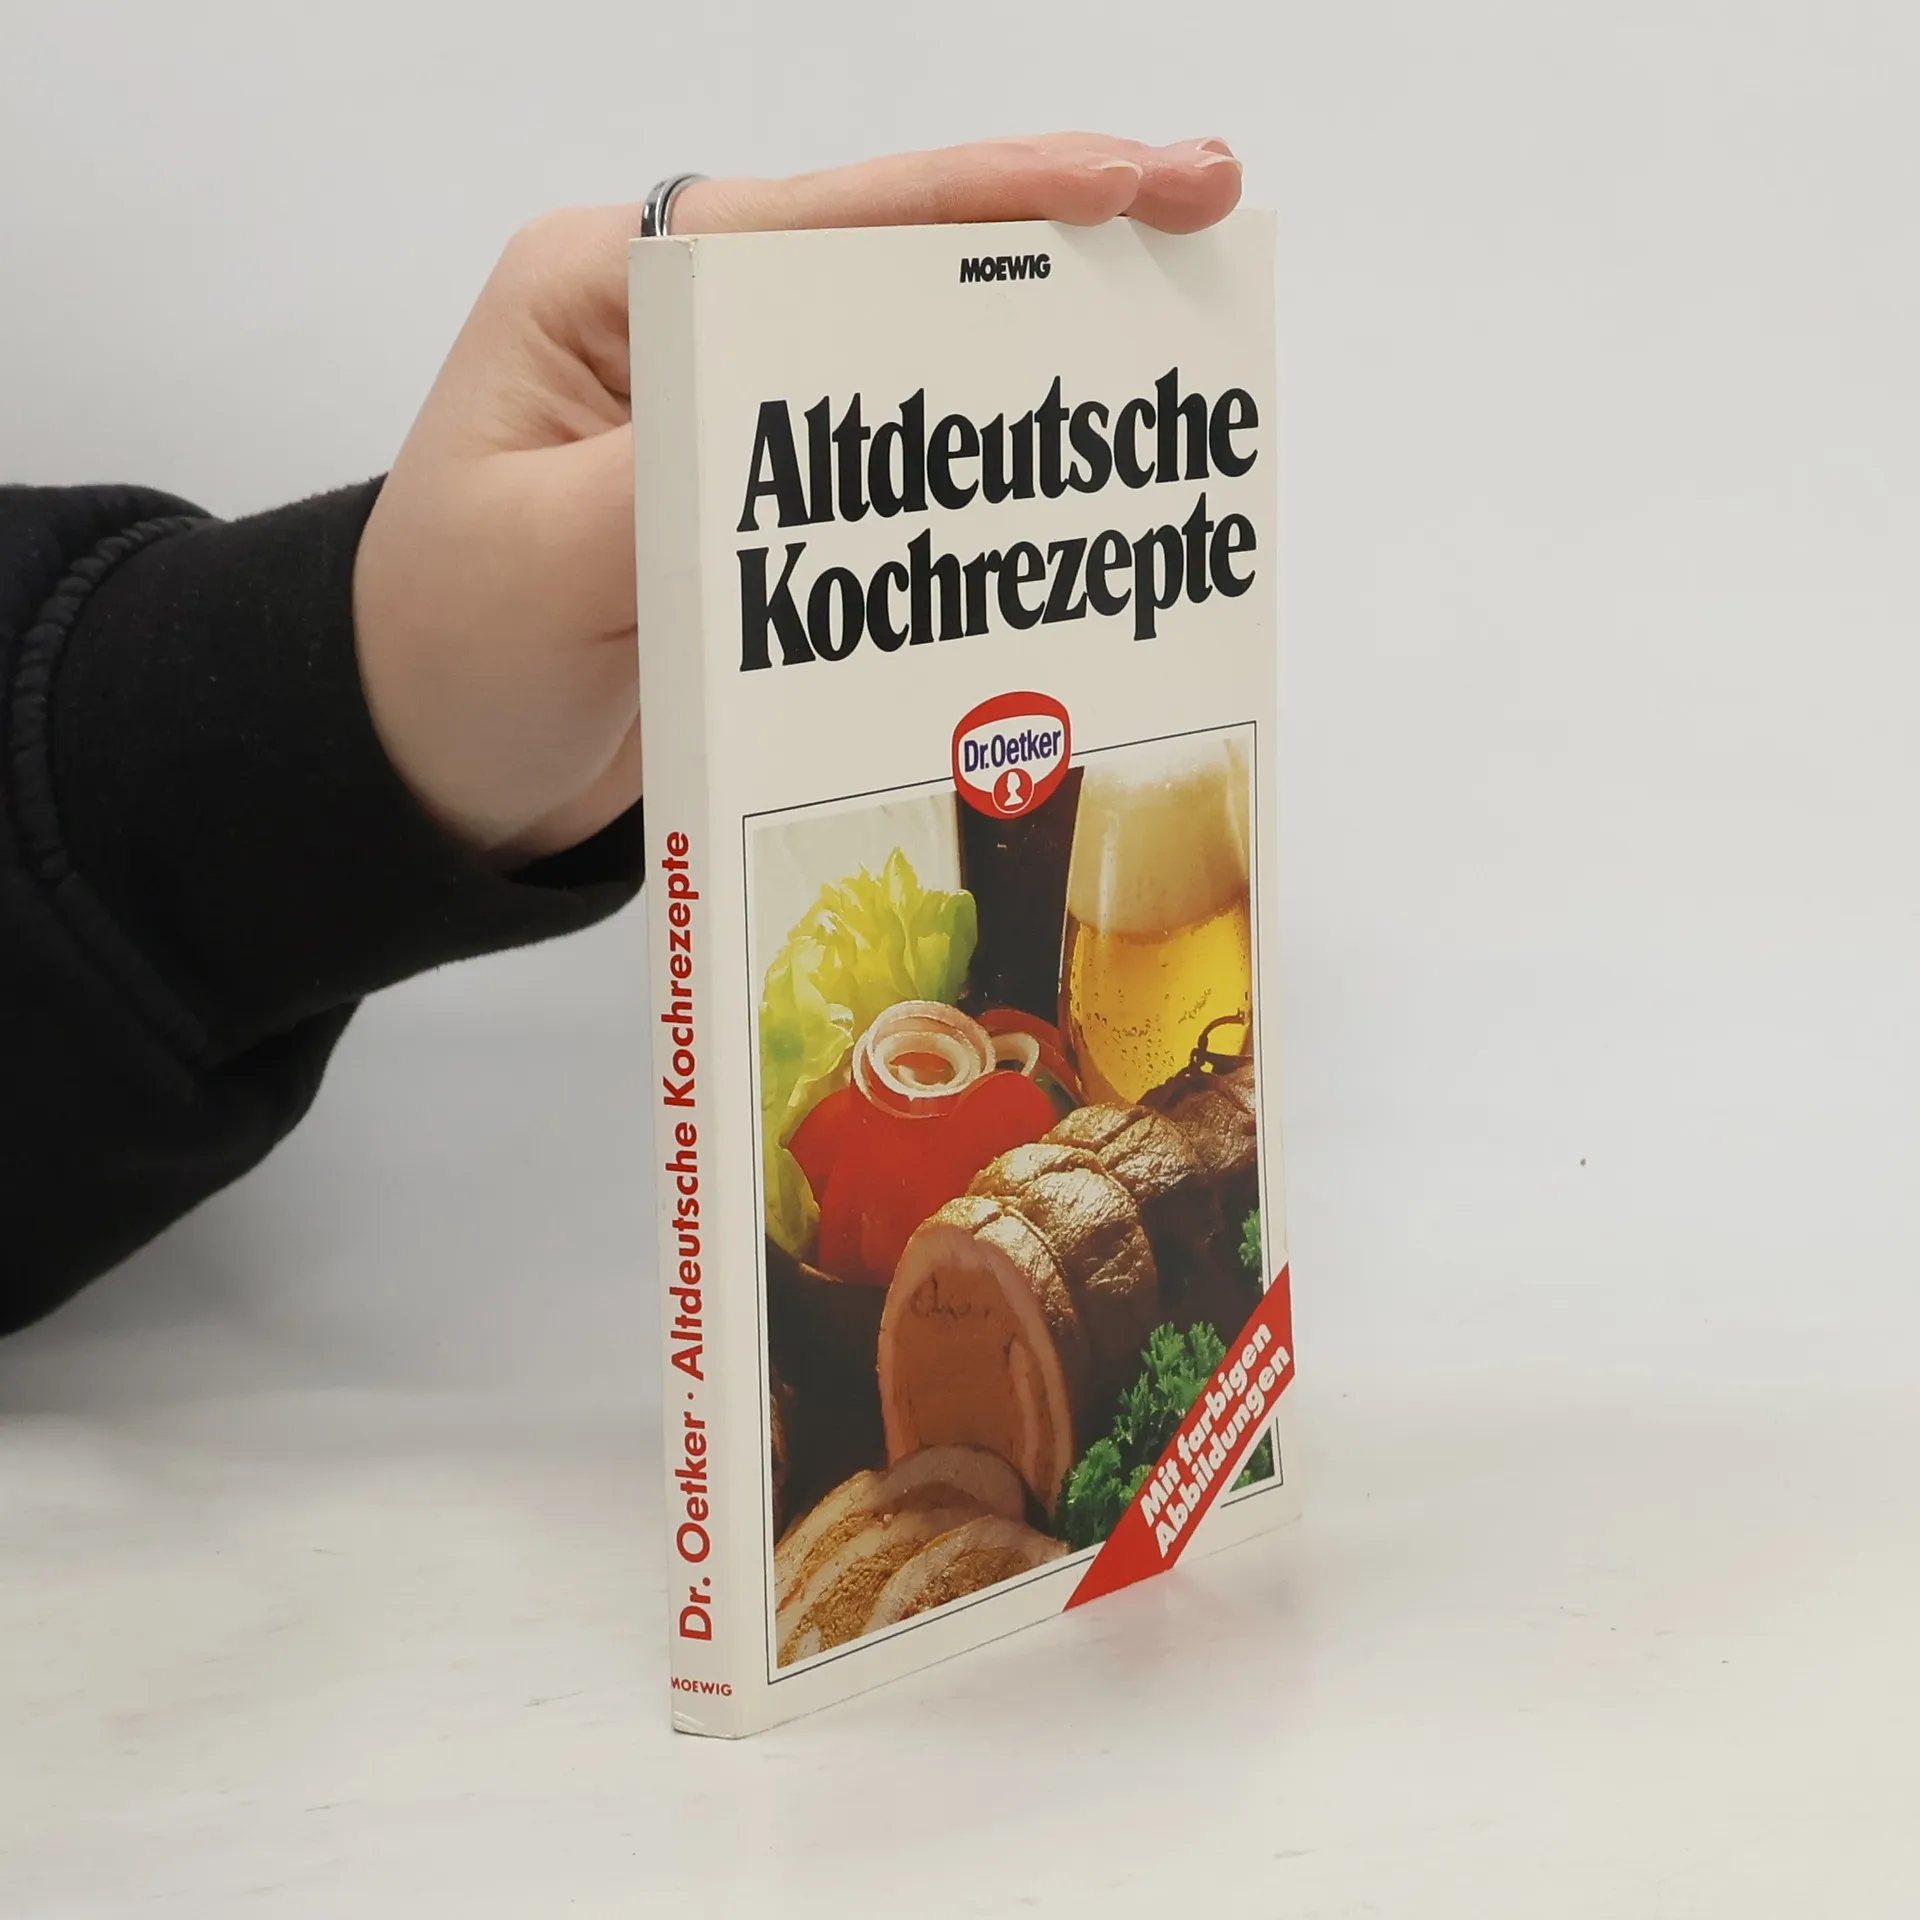 MOEWIG
Altdeutsche
Kochrezepte
Dr. Oetker
Mit farbigen
Abbildungen
Dr. Oetker · Altdeutsche Kochrezepte
MOEWIG